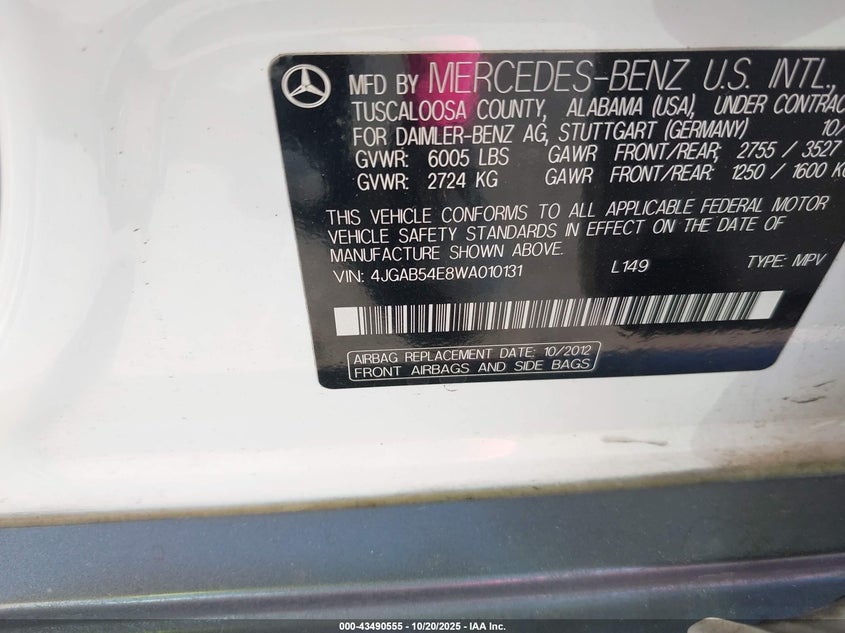 MFD BY MERCEDES-BENZ U.S. INTL.,
TUSCALOOSA COUNTY, ALABAMA (USA), UNDER CONTRAC
FOR DAIMLER-BENZ AG, STUTTGART (GERMANY) 10/
GVWR: 6005 LBS GAWR FRONT/REAR: 2755 / 3527
GVWR: 2724 KG GAWR FRONT/REAR: 1250 / 1600 KG
THIS VEHICLE CONFORMS TO ALL APPLICABLE FEDERAL MOTOR
VEHICLE SAFETY STANDARDS IN EFFECT ON THE DATE OF
MANUFACTURE SHOWN ABOVE.
VIN: 4JGAB54E8WA010131 L149 TYPE: MPV
AIRBAG REPLACEMENT DATE: 10/2012
FRONT AIRBAGS AND SIDE BAGS
000-43490555 - 10/20/2025 - IAA Inc.